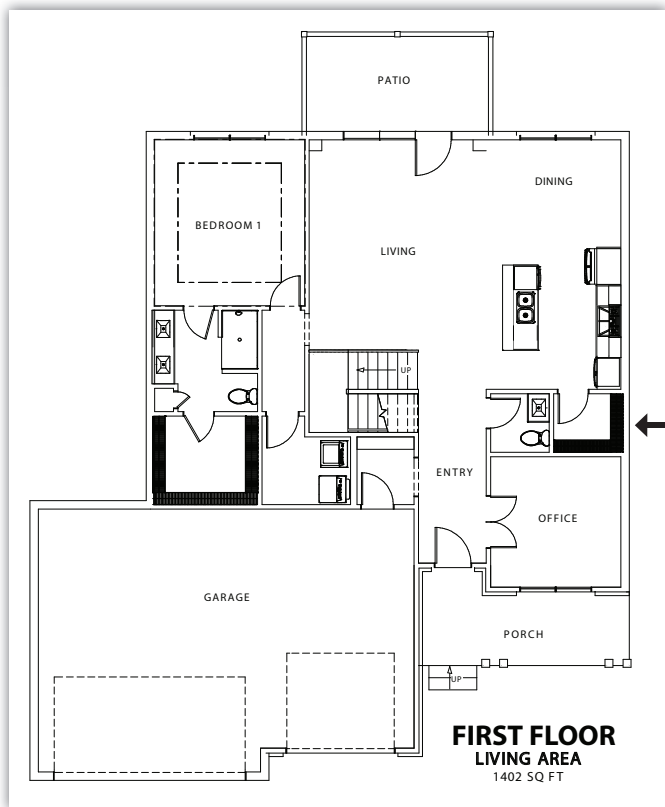 PATIO
DINING
BEDROOM 1
LIVING
UP
ENTRY
OFFICE
GARAGE
PORCH
UP
FIRST FLOOR
LIVING AREA
1402 SQ FT